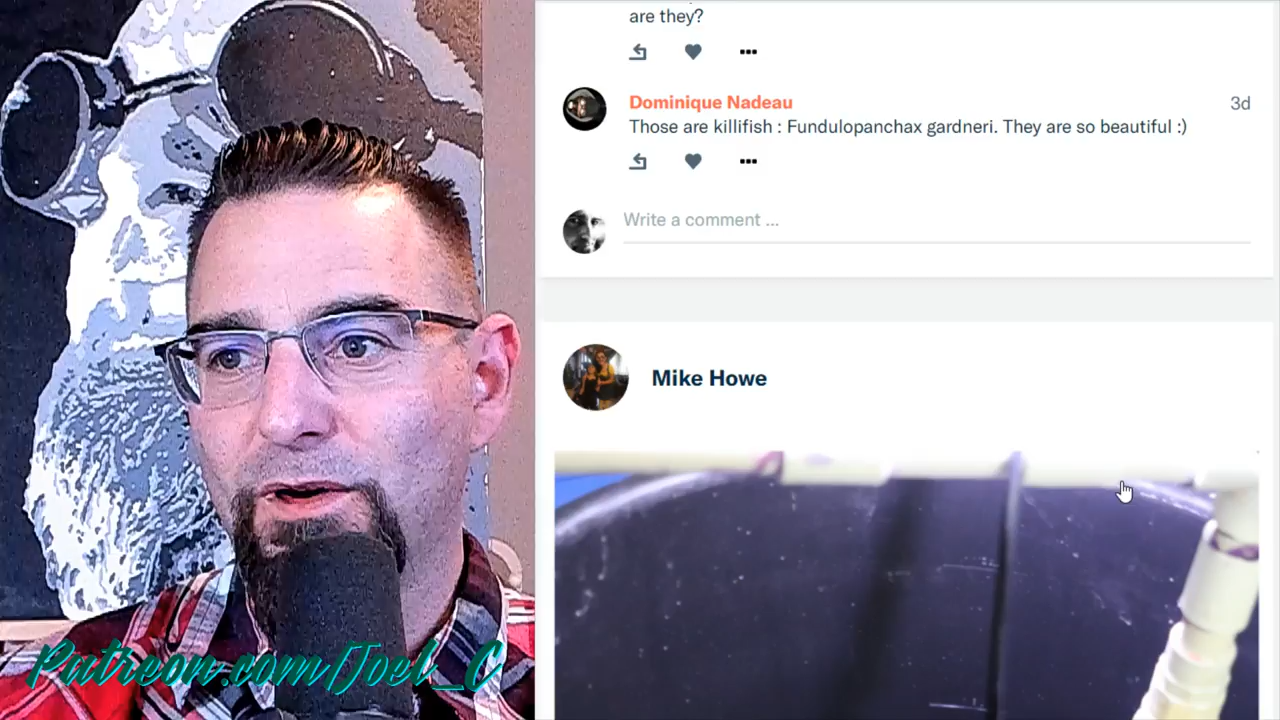 are they?
Dominique Nadeau
3d
Those are killifish : Fundulopanchax gardneri. They are so beautiful :)
Write a comment ...
Mike Howe
Patreon.com/Joel_C